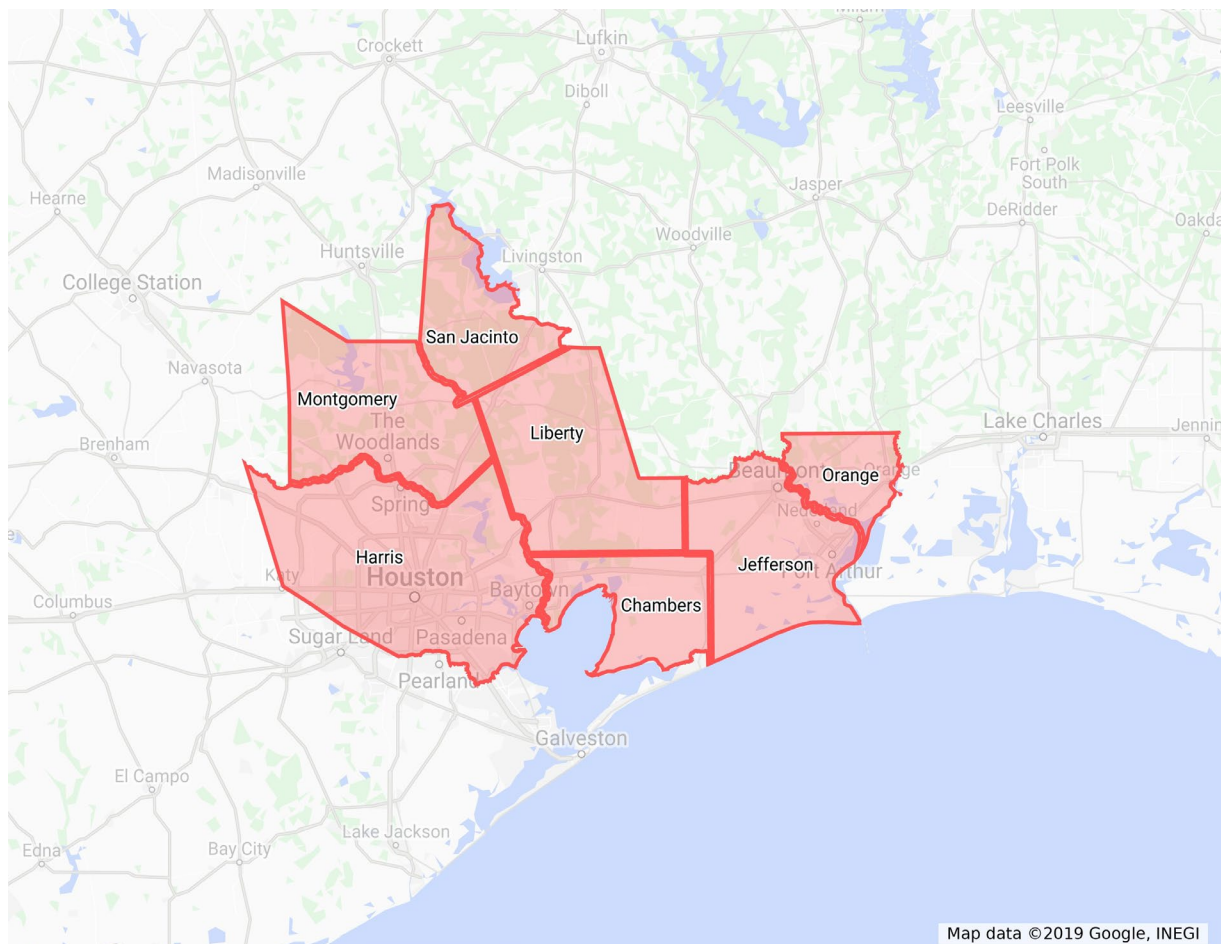 Milam
Crockett
Lufkin
Diboll
Leesville
Madisonville
Fort Polk
South
Hearne
Jasper
DeRidder
Oakda
Woodville
Huntsville
Livingston
College Station
San Jacinto
Navasota
Montgomery
The
Woodlands
Liberty
Lake Charles
Jennin
Brenham
Beaumont
Orange
Orange
Spring
Nederland
Harris
Jefferson
Port Arthur
Katy
Houston
Baytown
Chambers
Columbus
Sugar Land
Pasadena
Pearland
Galveston
El Campo
Lake Jackson
Edna
Bay City
Map data ©2019 Google, INEGI